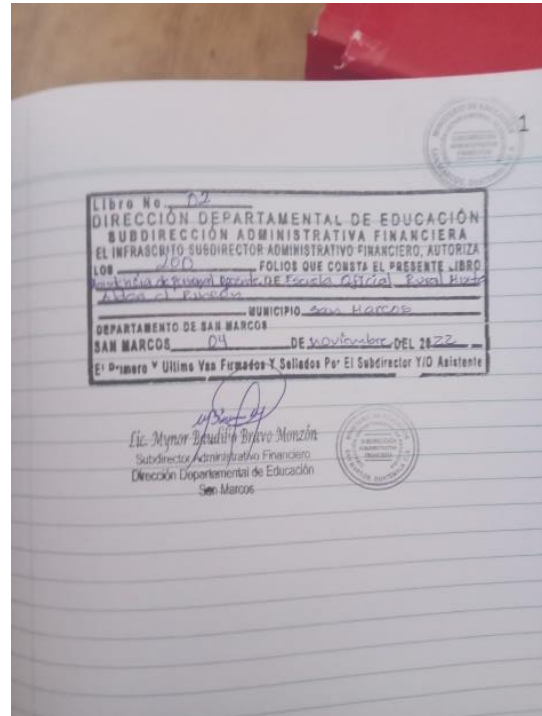 1
Libro No. 02
DIRECCIÓN DEPARTAMENTAL DE EDUCACIÓN
SUBDIRECCIÓN ADMINISTRATIVA FINANCIERA
EL INFRASCRITO SUBDIRECTOR ADMINISTRATIVO FINANCIERO, AUTORIZA
LOS 200 FOLIOS QUE CONSTA EL PRESENTE LIBRO
de Personal Docente, DE Escuela Oficial Rural Mixta
Aldea el Rincón
MUNICIPIO San Marcos
DEPARTAMENTO DE SAN MARCOS
SAN MARCOS 04 DE noviembre DEL 2022
El Primero Y Ultimo Van Firmados Y Sellados Por El Subdirector Y/O Asistente
Lic. Mynor Baudilio Bravo Monzón
Subdirector Administrativo Financiero
Dirección Departamental de Educación
San Marcos